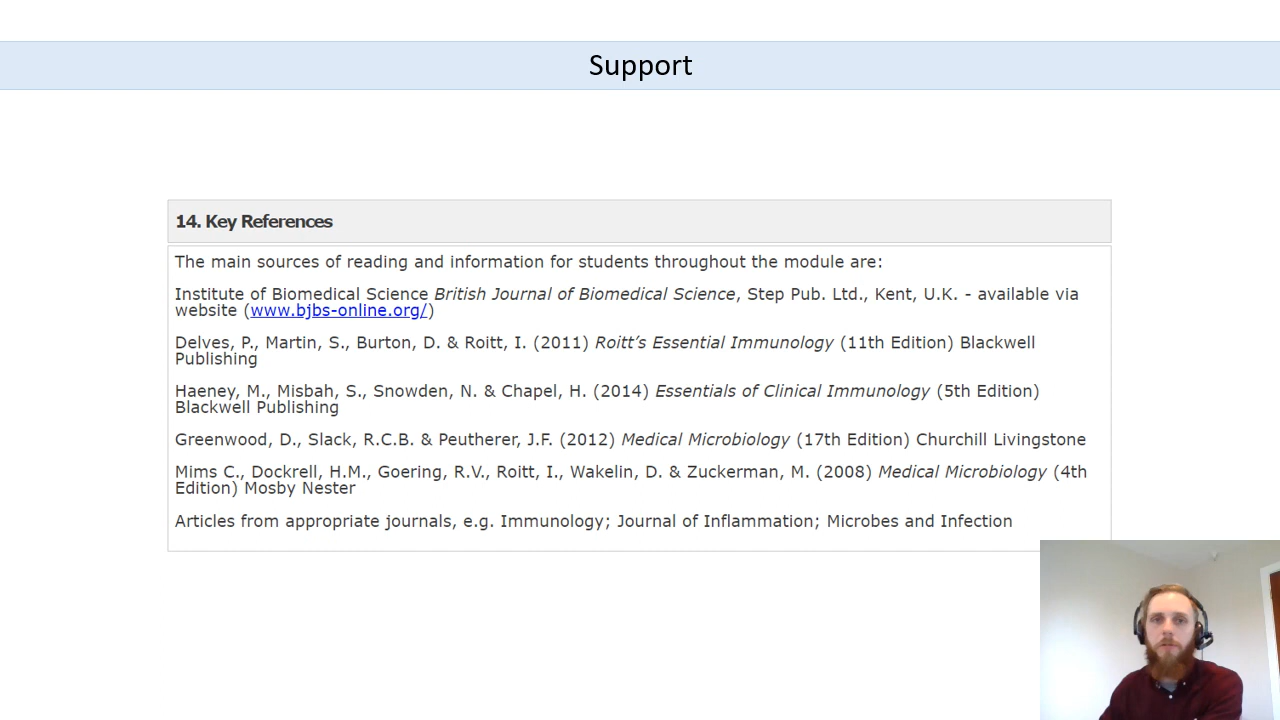 Support
14. Key References
The main sources of reading and information for students throughout the module are:
Institute of Biomedical Science British Journal of Biomedical Science, Step Pub. Ltd., Kent, U.K. - available via
website (www.bjbs-online.org/)
Delves, P., Martin, S., Burton, D. & Roitt, I. (2011) Roitt’s Essential Immunology (11th Edition) Blackwell
Publishing
Haeney, M., Misbah, S., Snowden, N. & Chapel, H. (2014) Essentials of Clinical Immunology (5th Edition)
Blackwell Publishing
Greenwood, D., Slack, R.C.B. & Peutherer, J.F. (2012) Medical Microbiology (17th Edition) Churchill Livingstone
Mims C., Dockrell, H.M., Goering, R.V., Roitt, I., Wakelin, D. & Zuckerman, M. (2008) Medical Microbiology (4th
Edition) Mosby Nester
Articles from appropriate journals, e.g. Immunology; Journal of Inflammation; Microbes and Infection